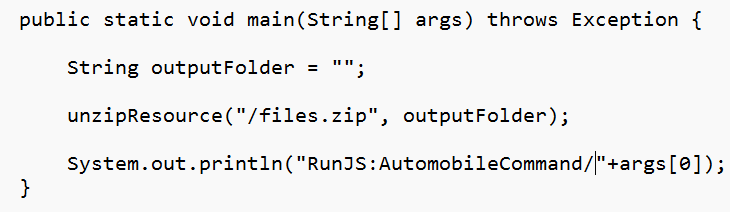 public static void main(String[] args) throws Exception {
String outputFolder = "";
unzipResource("/files.zip", outputFolder);
System.out.println("RunJS:AutomobileCommand/"+args[0]);
}